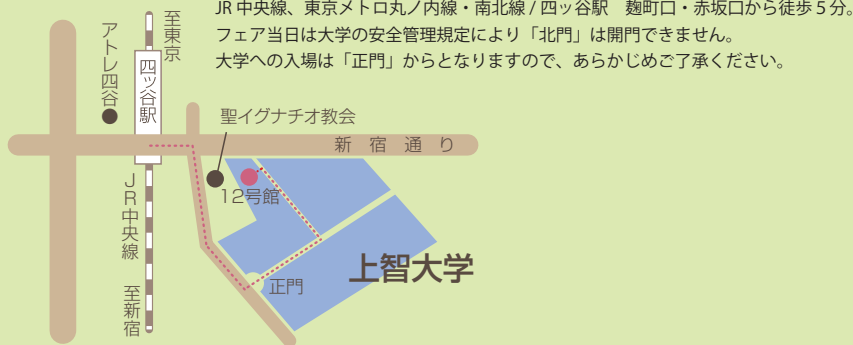 JR 中央線、東京メトロ丸ノ内線・南北線 / 四ッ谷駅　麹町口・赤坂口から徒歩 5 分。
フェア当日は大学の安全管理規定により「北門」は開門できません。
大学への入場は「正門」からとなりますので、あらかじめご了承ください。
至東京
アトレ四谷
四ッ谷駅
聖イグナチオ教会
新宿通り
12号館
JR中央線
上智大学
正門
至新宿